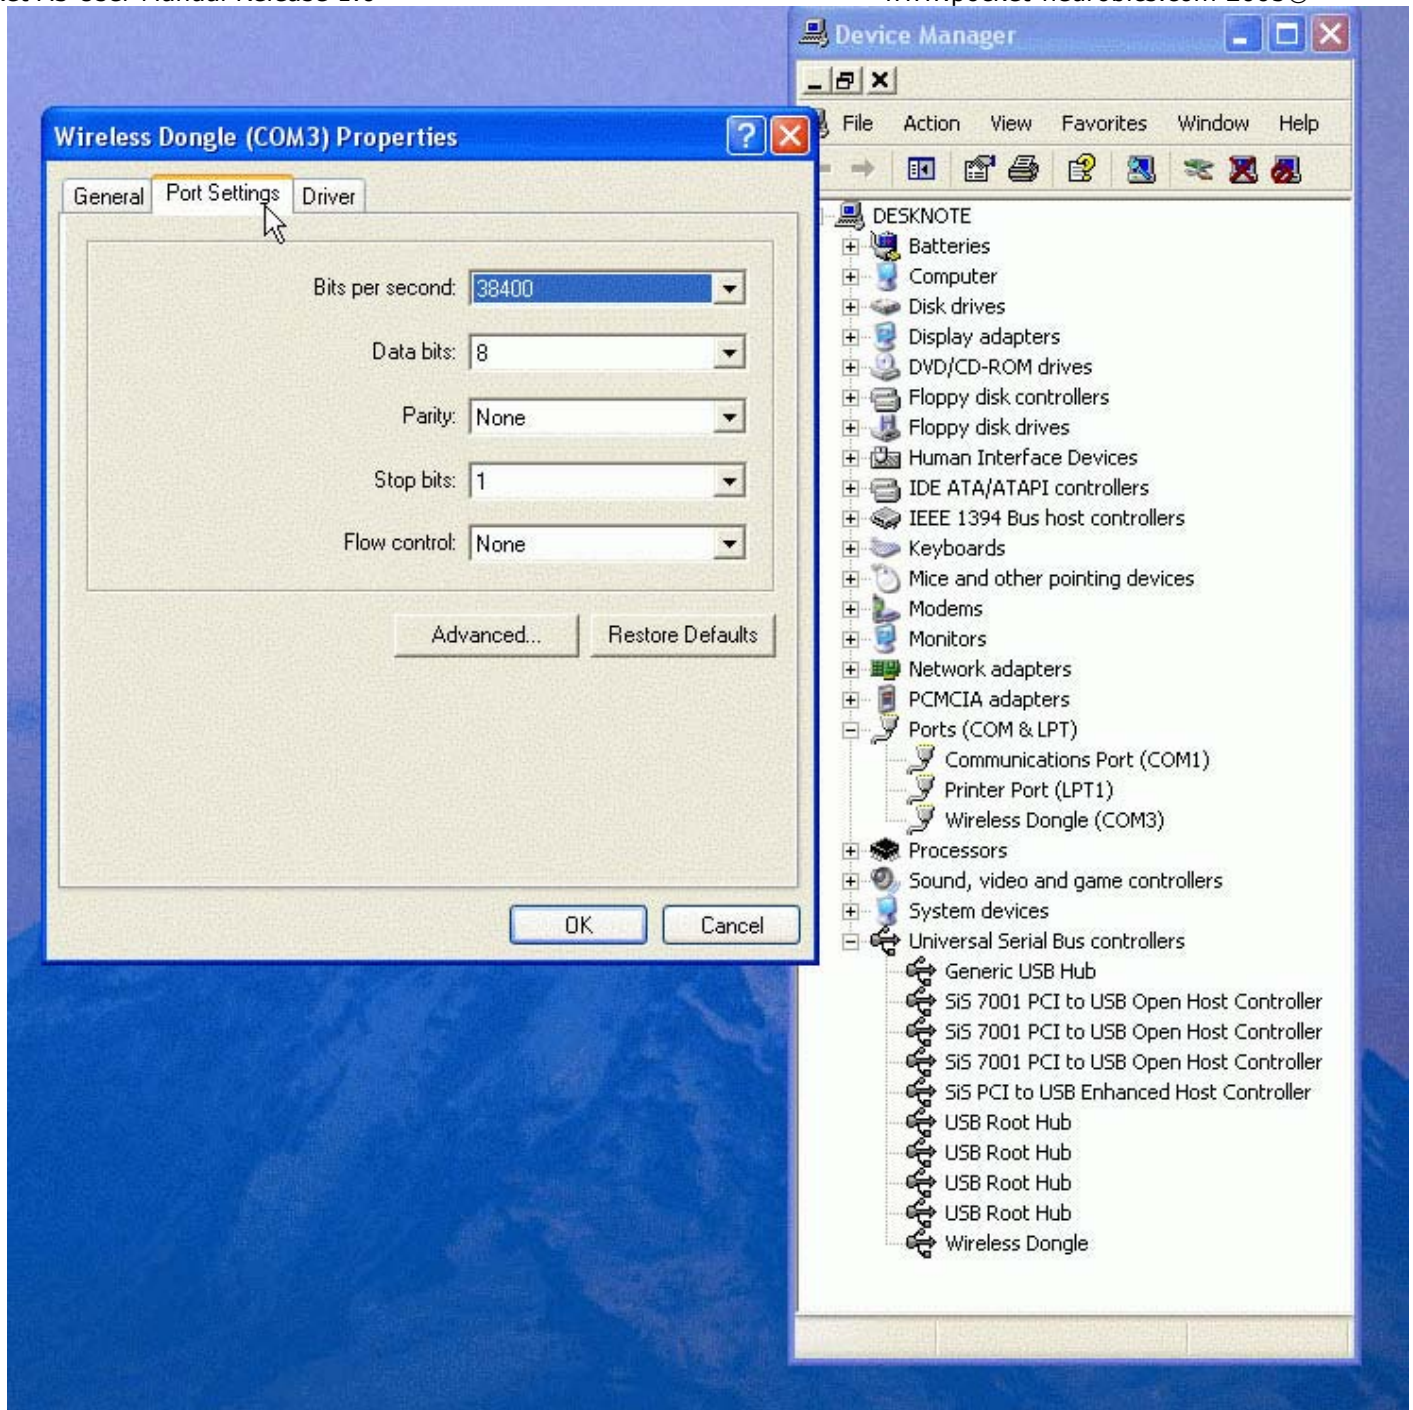 User Manual Release
Wireless Dongle (COM3) Properties
General
Port Settings
Driver
Bits per second: 38400
Data bits: 8
Parity: None
Stop bits: 1
Flow control: None
Advanced...
Restore Defaults
OK
Cancel
Device Manager
File Action View Favorites Window Help
DESKNOTE
Batteries
Computer
Disk drives
Display adapters
DVD/CD-ROM drives
Floppy disk controllers
Floppy disk drives
Human Interface Devices
IDE ATA/ATAPI controllers
IEEE 1394 Bus host controllers
Keyboards
Mice and other pointing devices
Modems
Monitors
Network adapters
PCMCIA adapters
Ports (COM & LPT)
Communications Port (COM1)
Printer Port (LPT1)
Wireless Dongle (COM3)
Processors
Sound, video and game controllers
System devices
Universal Serial Bus controllers
Generic USB Hub
SiS 7001 PCI to USB Open Host Controller
SiS 7001 PCI to USB Open Host Controller
SiS 7001 PCI to USB Open Host Controller
SiS PCI to USB Enhanced Host Controller
USB Root Hub
USB Root Hub
USB Root Hub
USB Root Hub
Wireless Dongle